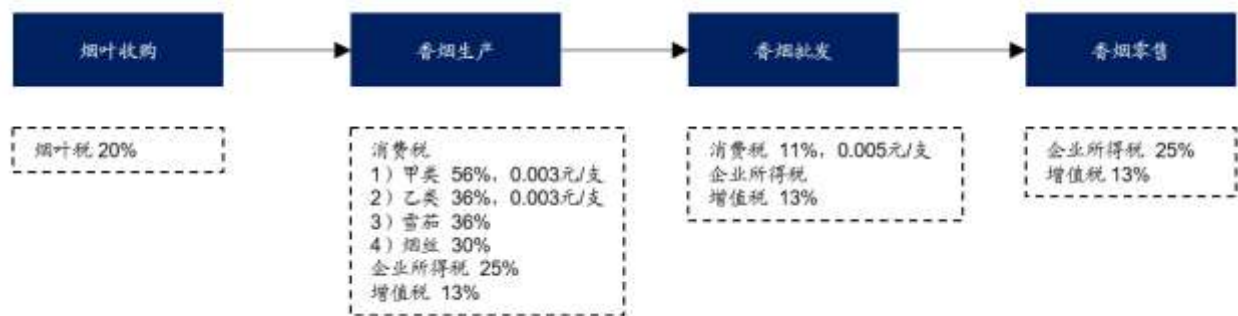 烟叶收购
香烟生产
香烟批发
香烟零售
烟叶税 20%
消费税
1）甲类 56%，0.003元/支
2）乙类 36%，0.003元/支
3）雪茄 36%
4）烟丝 30%
企业所得税 25%
增值税 13%
消费税 11%，0.005元/支
企业所得税
增值税 13%
企业所得税 25%
增值税13%